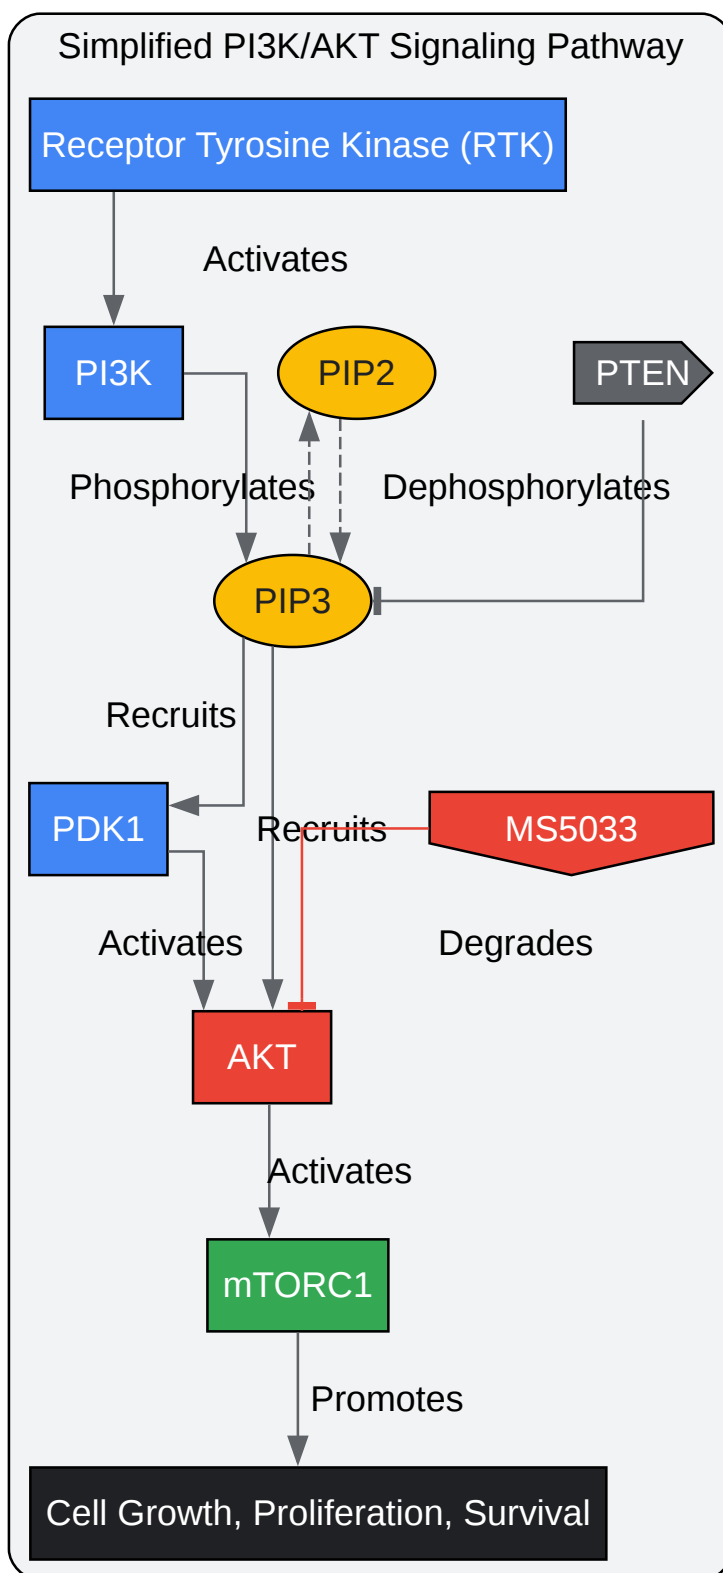 Simplified PI3K/AKT Signaling Pathway
Receptor Tyrosine Kinase (RTK)
Activates
PI3K
PIP2
PTEN
Phosphorylates
Dephosphorylates
PIP3
Recruits
PDK1
Recruits
MS5033
Activates
Degrades
AKT
Activates
mTORC1
Promotes
Cell Growth, Proliferation, Survival